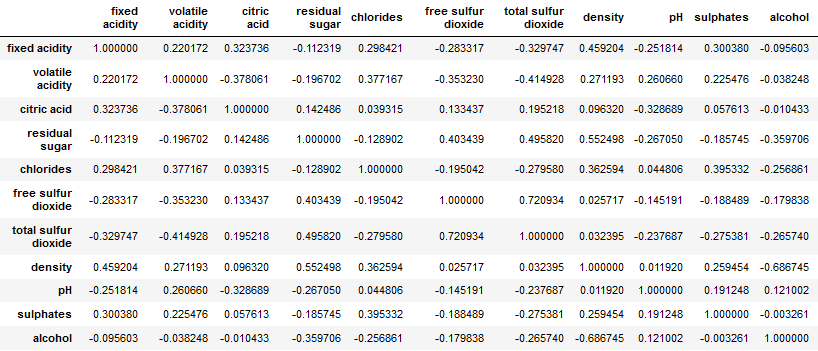 fixed acidity volatile acidity citric acid residual sugar chlorides free sulfur dioxide total sulfur dioxide density pH sulphates alcohol
fixed acidity 1.000000 0.220172 0.323736 -0.112319 0.298421 -0.283317 -0.329747 0.459204 -0.251814 0.300380 -0.095603
volatile acidity 0.220172 1.000000 -0.378061 -0.196702 0.377167 -0.353230 -0.414928 0.271193 0.260660 0.225476 -0.038248
citric acid 0.323736 -0.378061 1.000000 0.142486 0.039315 0.133437 0.195218 0.096320 -0.328689 0.057613 -0.010433
residual sugar -0.112319 -0.196702 0.142486 1.000000 -0.128902 0.403439 0.495820 0.552498 -0.267050 -0.185745 -0.359706
chlorides 0.298421 0.377167 0.039315 -0.128902 1.000000 -0.195042 -0.279580 0.362594 0.044806 0.395332 -0.256861
free sulfur dioxide -0.283317 -0.353230 0.133437 0.403439 -0.195042 1.000000 0.720934 0.025717 -0.145191 -0.188489 -0.179838
total sulfur dioxide -0.329747 -0.414928 0.195218 0.495820 -0.279580 0.720934 1.000000 0.032395 -0.237687 -0.275381 -0.265740
density 0.459204 0.271193 0.096320 0.552498 0.362594 0.025717 0.032395 1.000000 0.011920 0.259454 -0.686745
pH -0.251814 0.260660 -0.328689 -0.267050 0.044806 -0.145191 -0.237687 0.011920 1.000000 0.191248 0.121002
sulphates 0.300380 0.225476 0.057613 -0.185745 0.395332 -0.188489 -0.275381 0.259454 0.191248 1.000000 -0.003261
alcohol -0.095603 -0.038248 -0.010433 -0.359706 -0.256861 -0.179838 -0.265740 -0.686745 0.121002 -0.003261 1.000000